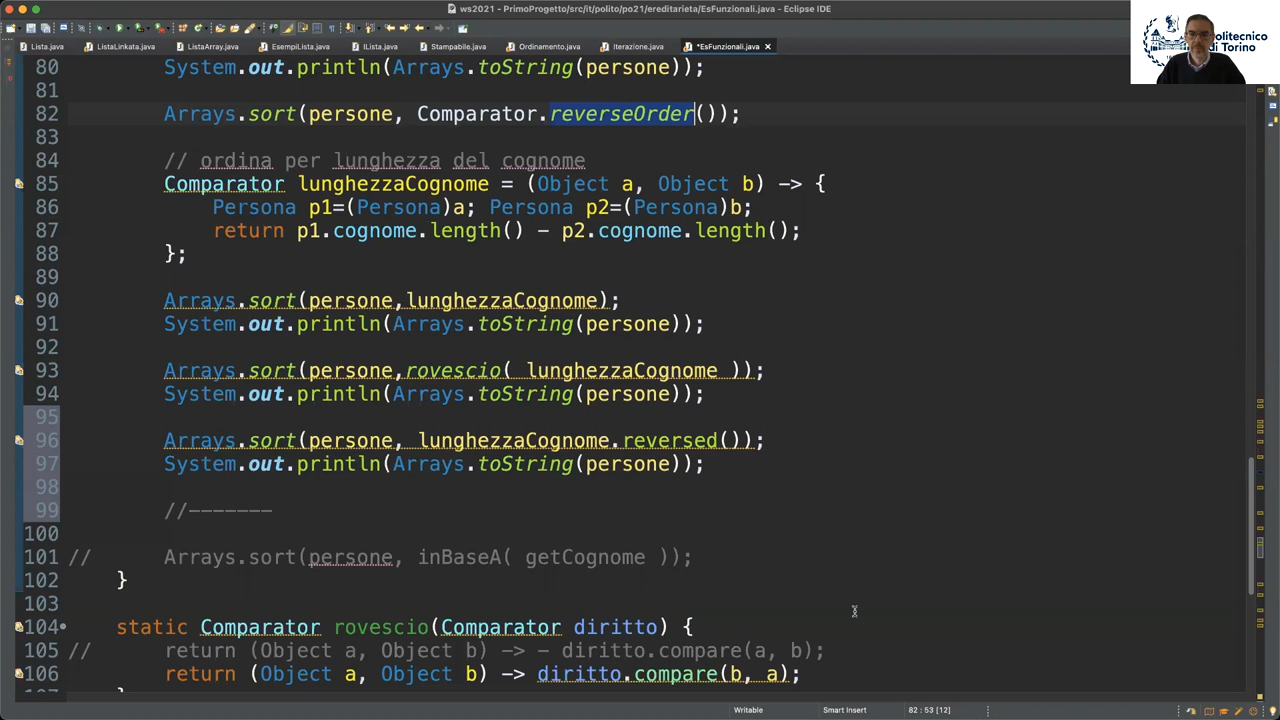 ws2021 - PrimoProgetto/src/it/polito/po21/ereditarieta/EsFunzionali.java - Eclipse IDE
Politecnico
di Torino
Lista.java ListaLinkata.java ListaArray.java EsempiLista.java IIista.java Stampabile.java Ordinamento.java Iterazione.java *EsFunzionali.java
80 System.out.println(Arrays.toString(persone));
81
82 Arrays.sort(persone, Comparator.reverseOrder());
83
84 // ordina per lunghezza del cognome
85 Comparator lunghezzaCognome = (Object a, Object b) -> {
86 Persona p1=(Persona)a; Persona p2=(Persona)b;
87 return p1.cognome.length() - p2.cognome.length();
88 };
89
90 Arrays.sort(persone,lunghezzaCognome);
91 System.out.println(Arrays.toString(persone));
92
93 Arrays.sort(persone,rovescio( lunghezzaCognome ));
94 System.out.println(Arrays.toString(persone));
95
96 Arrays.sort(persone, lunghezzaCognome.reversed());
97 System.out.println(Arrays.toString(persone));
98
99 //-------
100
101 // Arrays.sort(persone, inBaseA( getCognome ));
102 }
103
104 static Comparator rovescio(Comparator diritto) {
105 // return (Object a, Object b) -> - diritto.compare(a, b);
106 return (Object a, Object b) -> diritto.compare(b, a);
Writable Smart Insert 82 : 53 [12]